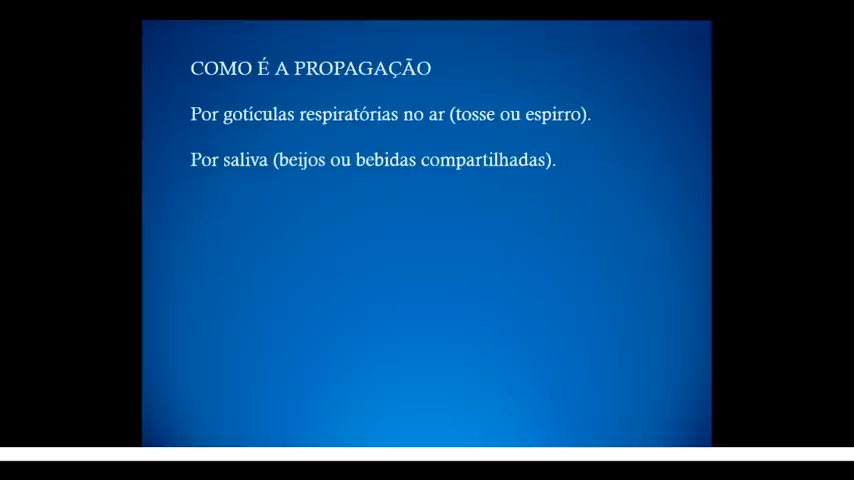 COMO É A PROPAGAÇÃO
Por gotículas respiratórias no ar (tosse ou espirro).
Por saliva (beijos ou bebidas compartilhadas).